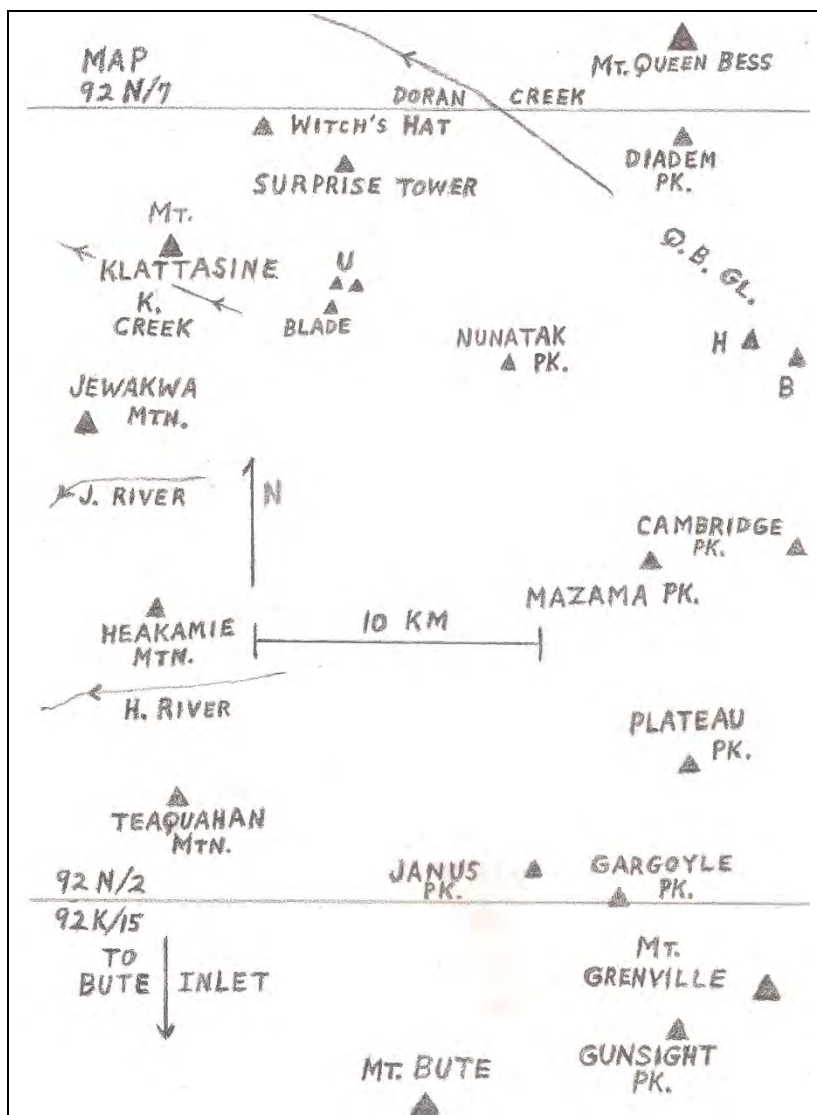 MAP
92 N/7
MT. QUEEN BESS
DORAN CREEK
WITCH'S HAT
DIADEM
PK.
SURPRISE TOWER
MT.
KLATTASINE
K.
CREEK
U
BLADE
Q.B. GL.
NUNATAK
PK.
H
B
JEWAKWA
MTN.
J. RIVER
N
CAMBRIDGE
PK.
MAZAMA PK.
HEAKAMIE
MTN.
10 KM
H. RIVER
PLATEAU
PK.
TEAQUAHAN
MTN.
JANUS
PK.
GARGOYLE
PK.
92 N/2
92 K/15
TO
BUTE INLET
MT.
GRENVILLE
GUNSIGHT
PK.
MT. BUTE